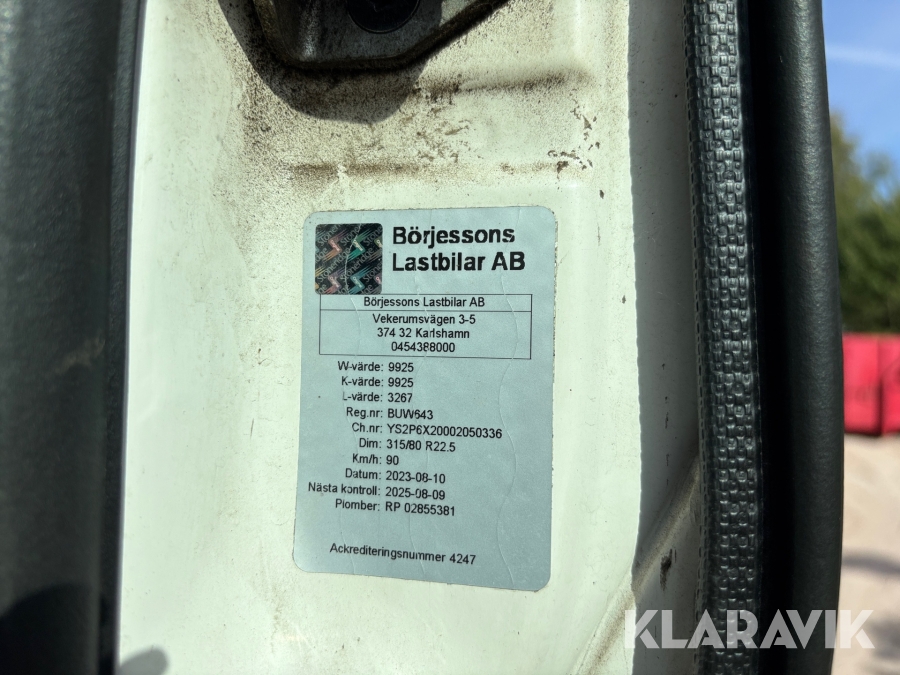 Börjessons
Lastbilar AB
Börjessons Lastbilar AB
Vekerumsvägen 3-5
374 32 Karlshamn
0454388000
W-värde: 9925
K-värde: 9925
L-värde: 3267
Reg.nr: BUW643
Ch.nr: YS2P6X20002050336
Dim: 315/80 R22.5
Km/h: 90
Datum: 2023-08-10
Nästa kontroll: 2025-08-09
Plomber: RP 02855381
Ackrediteringsnummer 4247
KLARAVIK